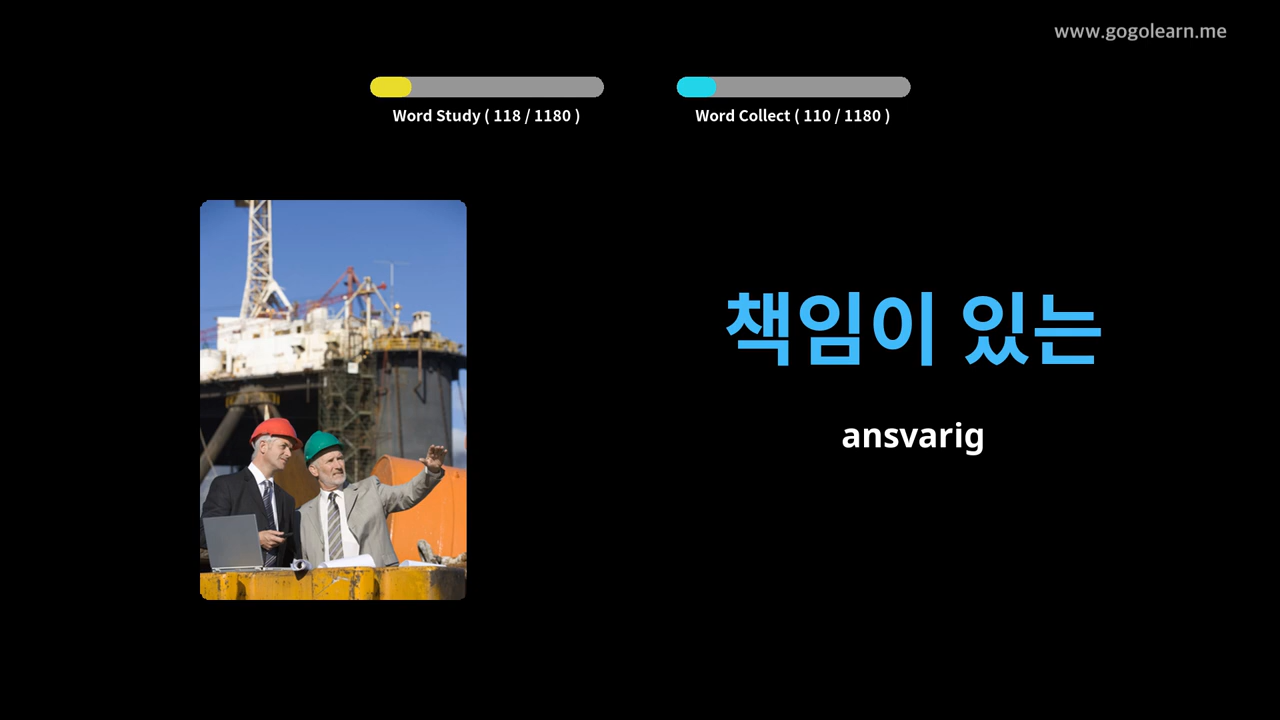 www.gogolearn.me
Word Study ( 118 / 1180 )
Word Collect ( 110 / 1180 )
책임이 있는
ansvarig